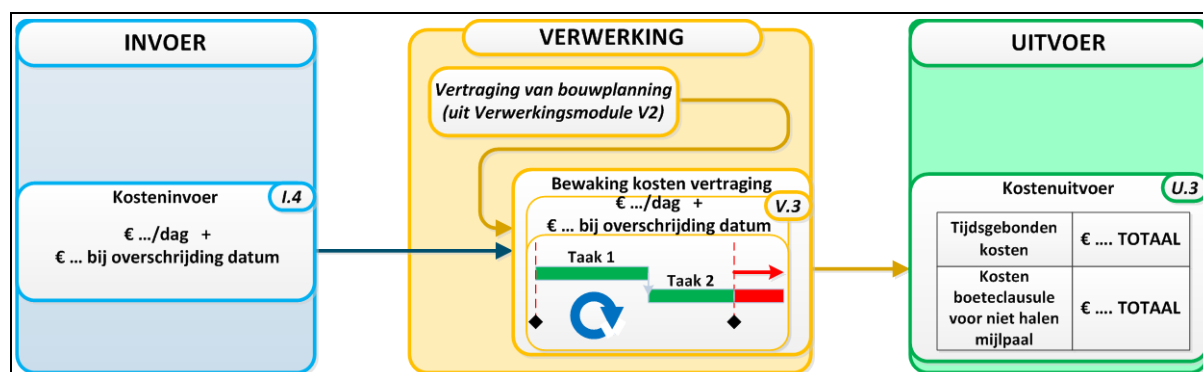 INVOER
Kosteninvoer
I.4
€ .../dag +
€ ... bij overschrijding datum
VERWERKING
Vertraging van bouwplanning
(uit Verwerkingsmodule V2)
Bewaking kosten vertraging
V.3
€ .../dag +
€ ... bij overschrijding datum
Taak 1
Taak 2
UITVOER
Kostenuitvoer
U.3
Tijdsgebonden
kosten
€ .... TOTAAL
Kosten
boeteclausule
voor niet halen
mijlpaal
€ .... TOTAAL